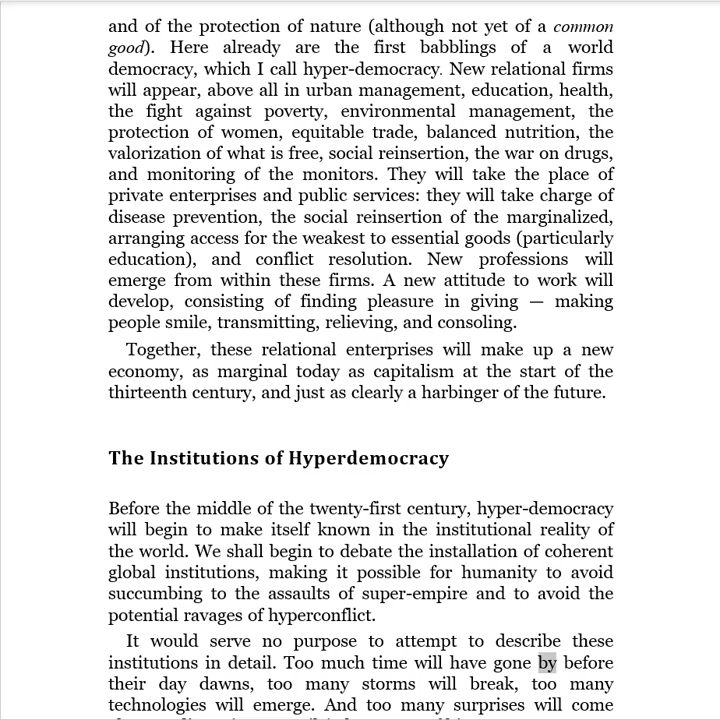 and of the protection of nature (although not yet of a common
good). Here already are the first babblings of a world
democracy, which I call hyper-democracy. New relational firms
will appear, above all in urban management, education, health,
the fight against poverty, environmental management, the
protection of women, equitable trade, balanced nutrition, the
valorization of what is free, social reinsertion, the war on drugs,
and monitoring of the monitors. They will take the place of
private enterprises and public services: they will take charge of
disease prevention, the social reinsertion of the marginalized,
arranging access for the weakest to essential goods (particularly
education), and conflict resolution. New professions will
emerge from within these firms. A new attitude to work will
develop, consisting of finding pleasure in giving — making
people smile, transmitting, relieving, and consoling.
Together, these relational enterprises will make up a new
economy, as marginal today as capitalism at the start of the
thirteenth century, and just as clearly a harbinger of the future.
The Institutions of Hyperdemocracy
Before the middle of the twenty-first century, hyper-democracy
will begin to make itself known in the institutional reality of
the world. We shall begin to debate the installation of coherent
global institutions, making it possible for humanity to avoid
succumbing to the assaults of super-empire and to avoid the
potential ravages of hyperconflict.
It would serve no purpose to attempt to describe these
institutions in detail. Too much time will have gone by before
their day dawns, too many storms will break, too many
technologies will emerge. And too many surprises will come